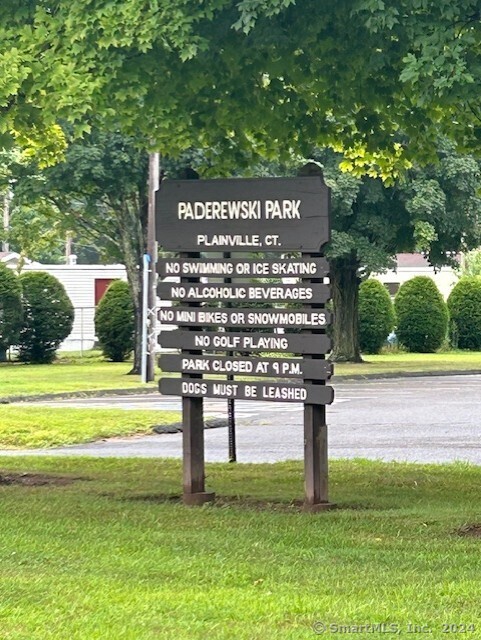 PADEREWSKI PARK
PLAINVILLE, CT.
NO SWIMMING OR ICE SKATING
NO ALCOHOLIC BEVERAGES
NO MINI BIKES OR SNOWMOBILES
NO GOLF PLAYING
PARK CLOSED AT 9 P.M.
DOGS MUST BE LEASHED
© SmartMLS, Inc. 2024